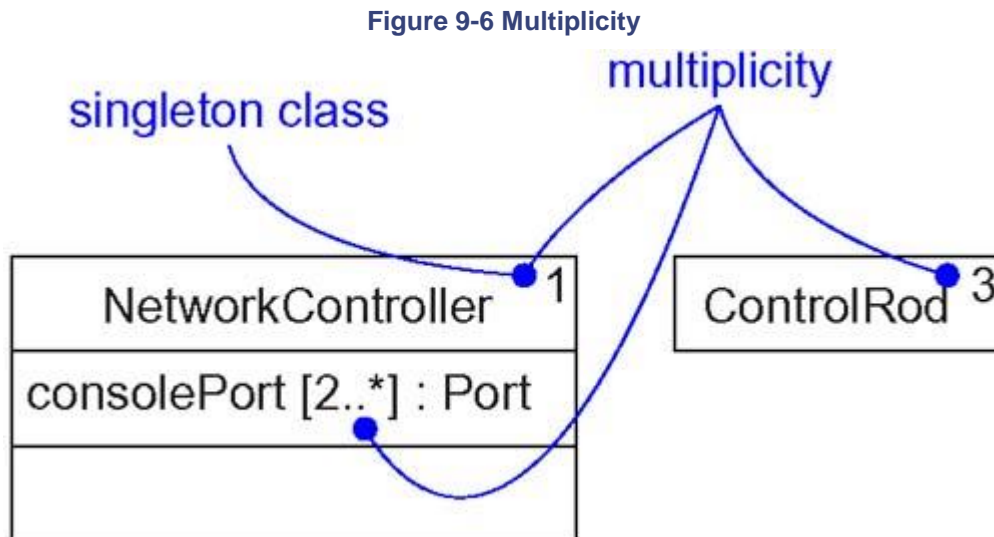 Figure 9-6 Multiplicity
multiplicity
singleton class
1
NetworkController
3
ControlRod
consolePort [2..*] : Port